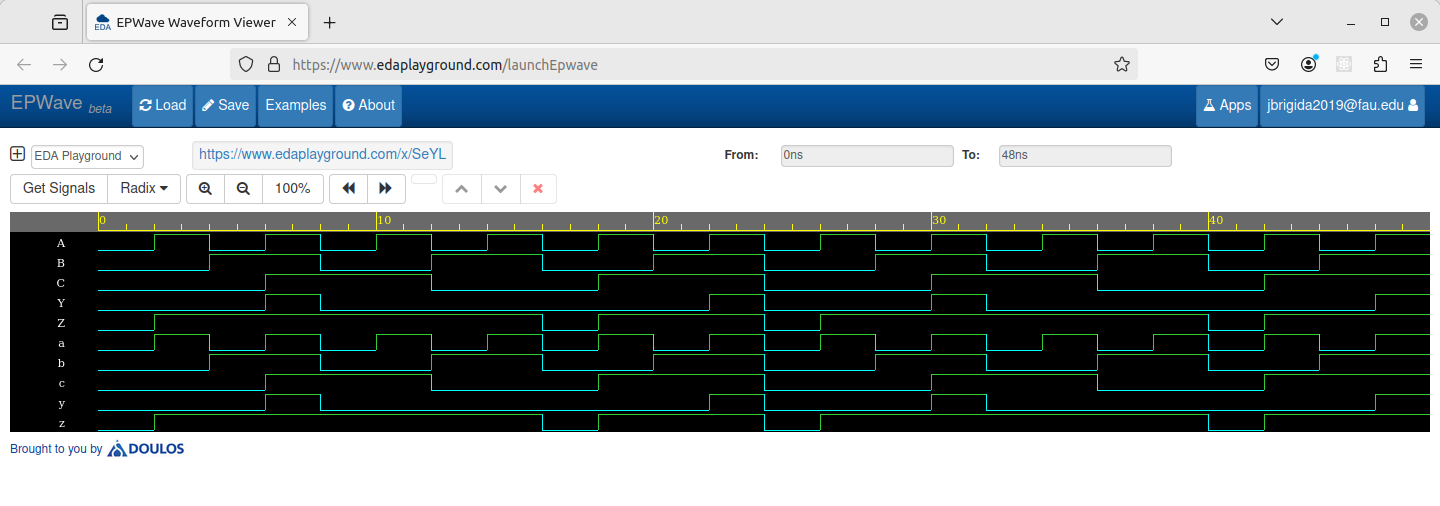 EPWave Waveform Viewer
https://www.edaplayground.com/launchEpwave
EPWave beta Load Save Examples About Apps jbrigida2019@fau.edu
EDA Playground https://www.edaplayground.com/x/SeYL From: 0ns To: 48ns
Get Signals Radix 100%
0 10 20 30 40
A
B
C
Y
Z
a
b
c
y
z
Brought to you by DOULOS